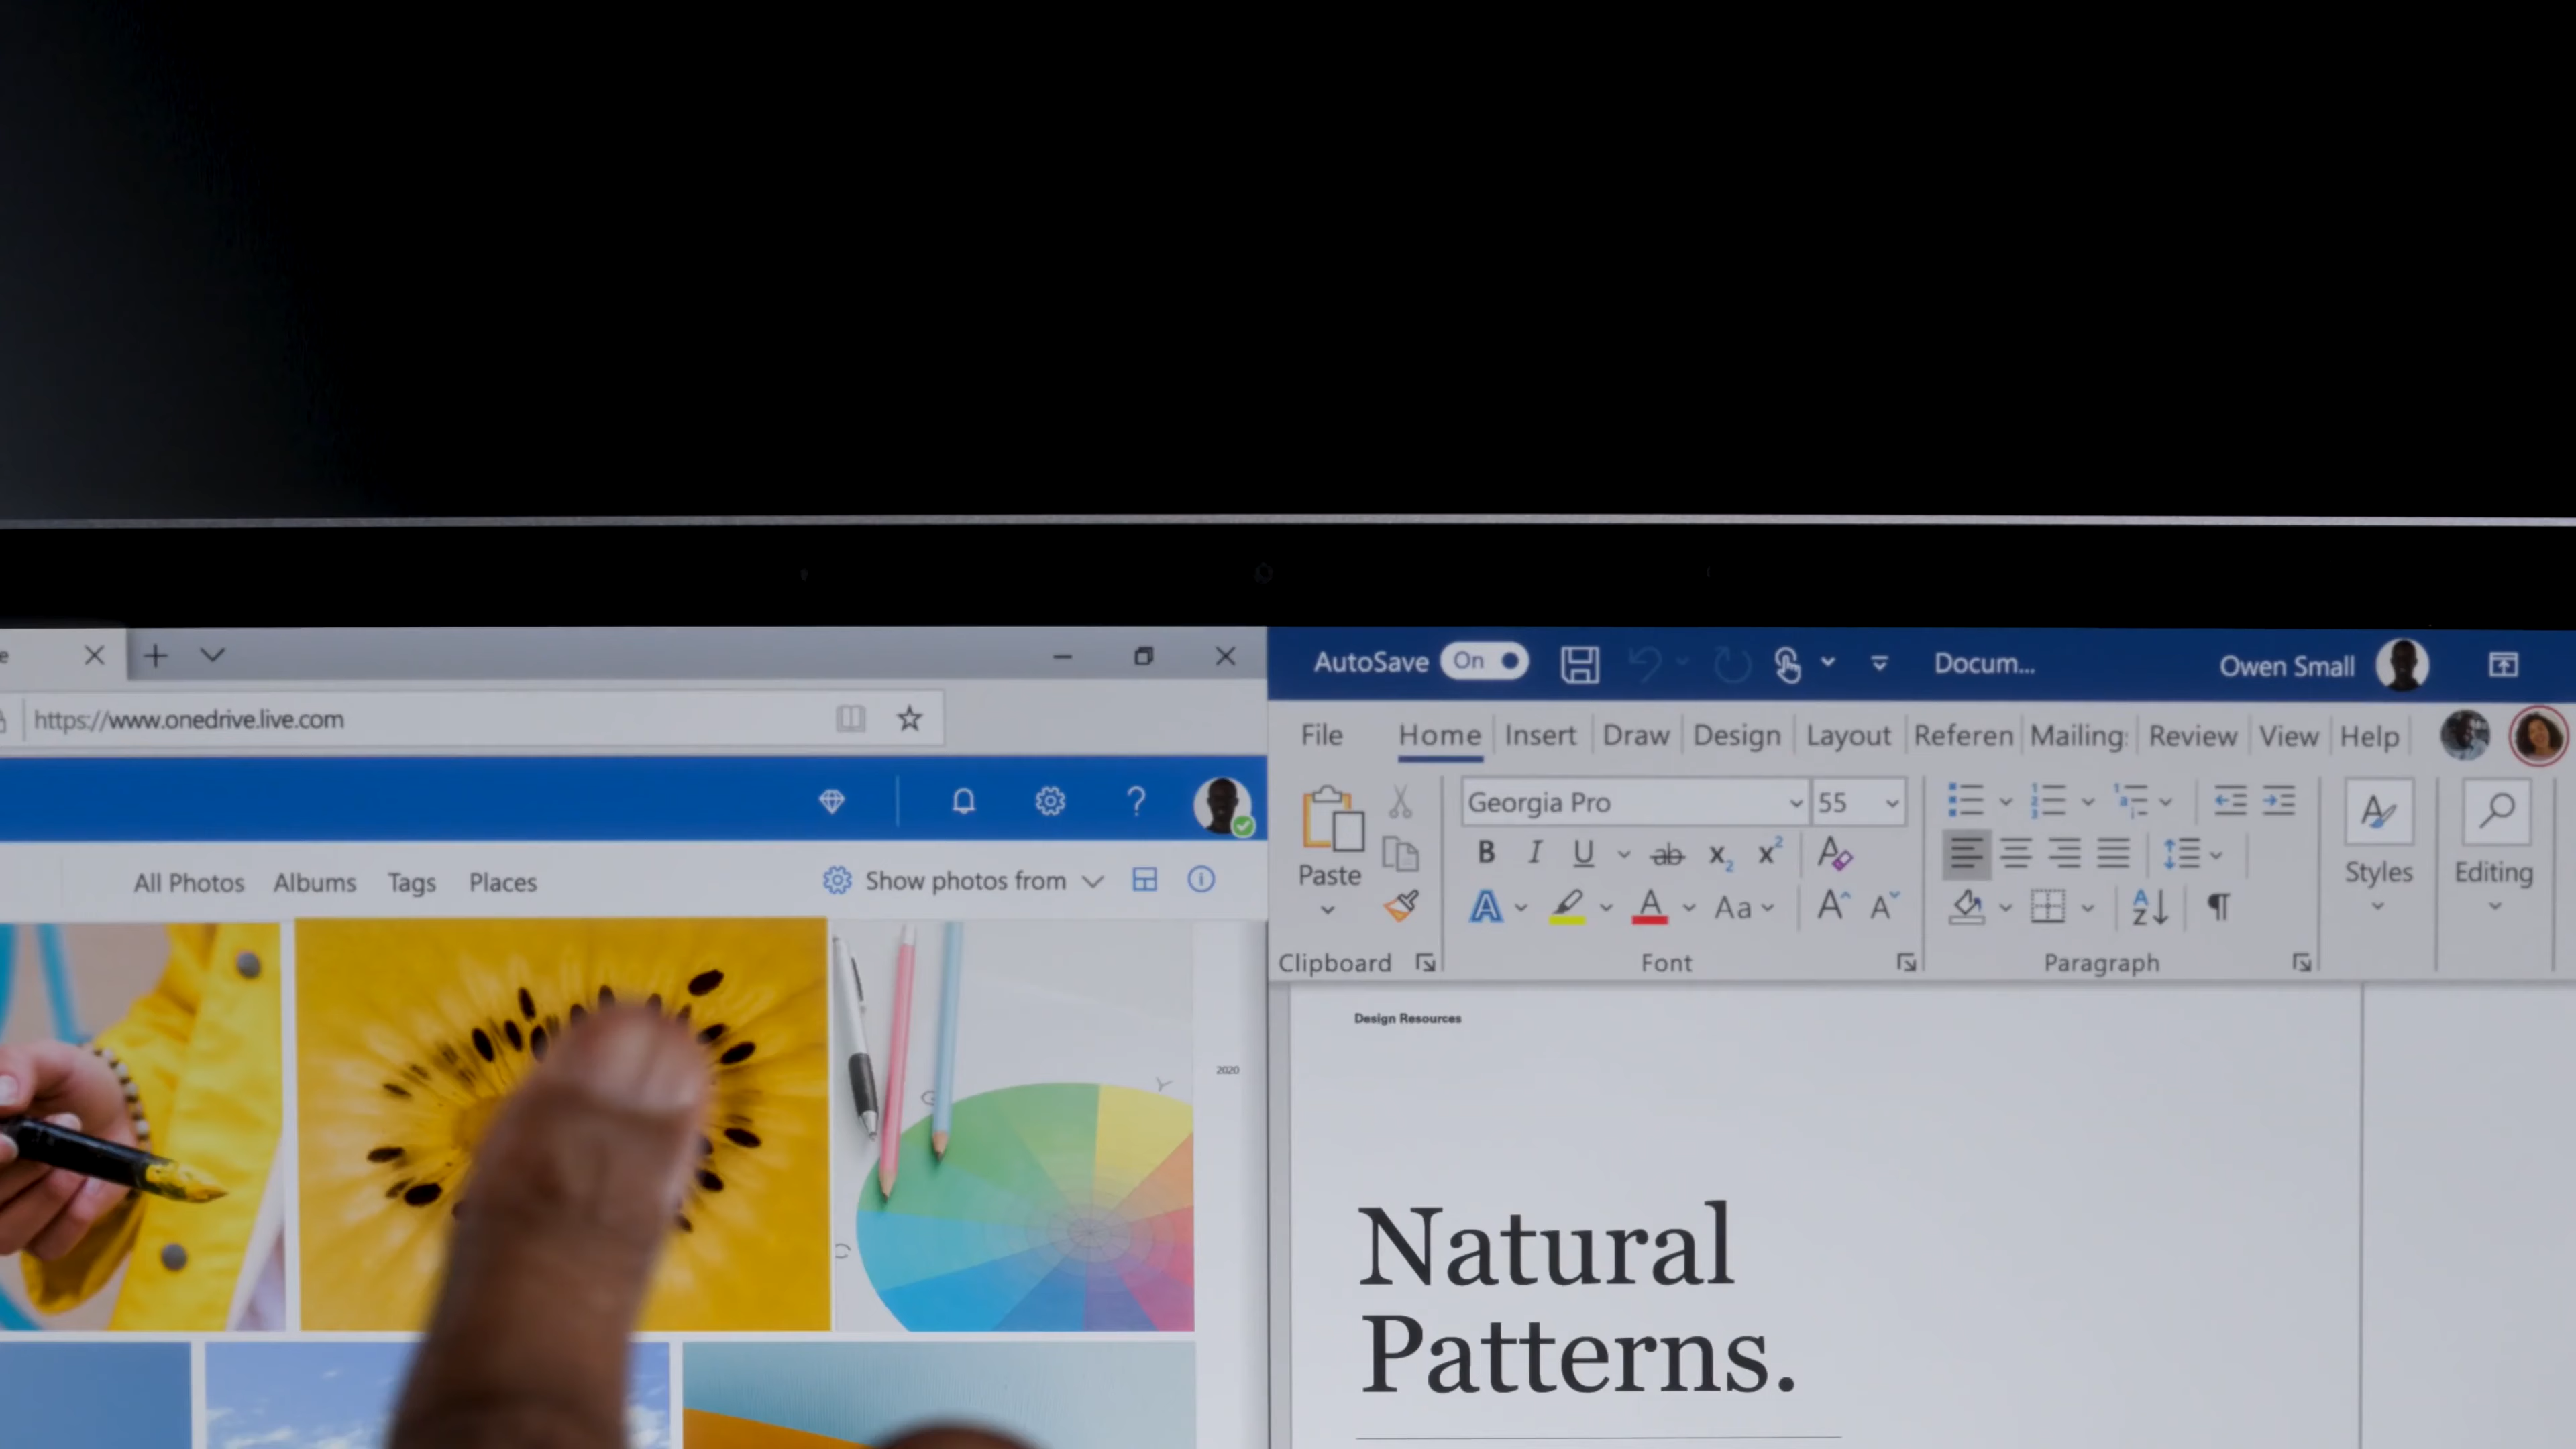 https://www.onedrive.live.com
All Photos Albums Tags Places Show photos from
2020
AutoSave On Docum... Owen Small
File Home Insert Draw Design Layout Referen Mailing View Review Help
Georgia Pro 55
Paste
Styles Editing
Clipboard Font Paragraph
Design Resources
Natural
Patterns.